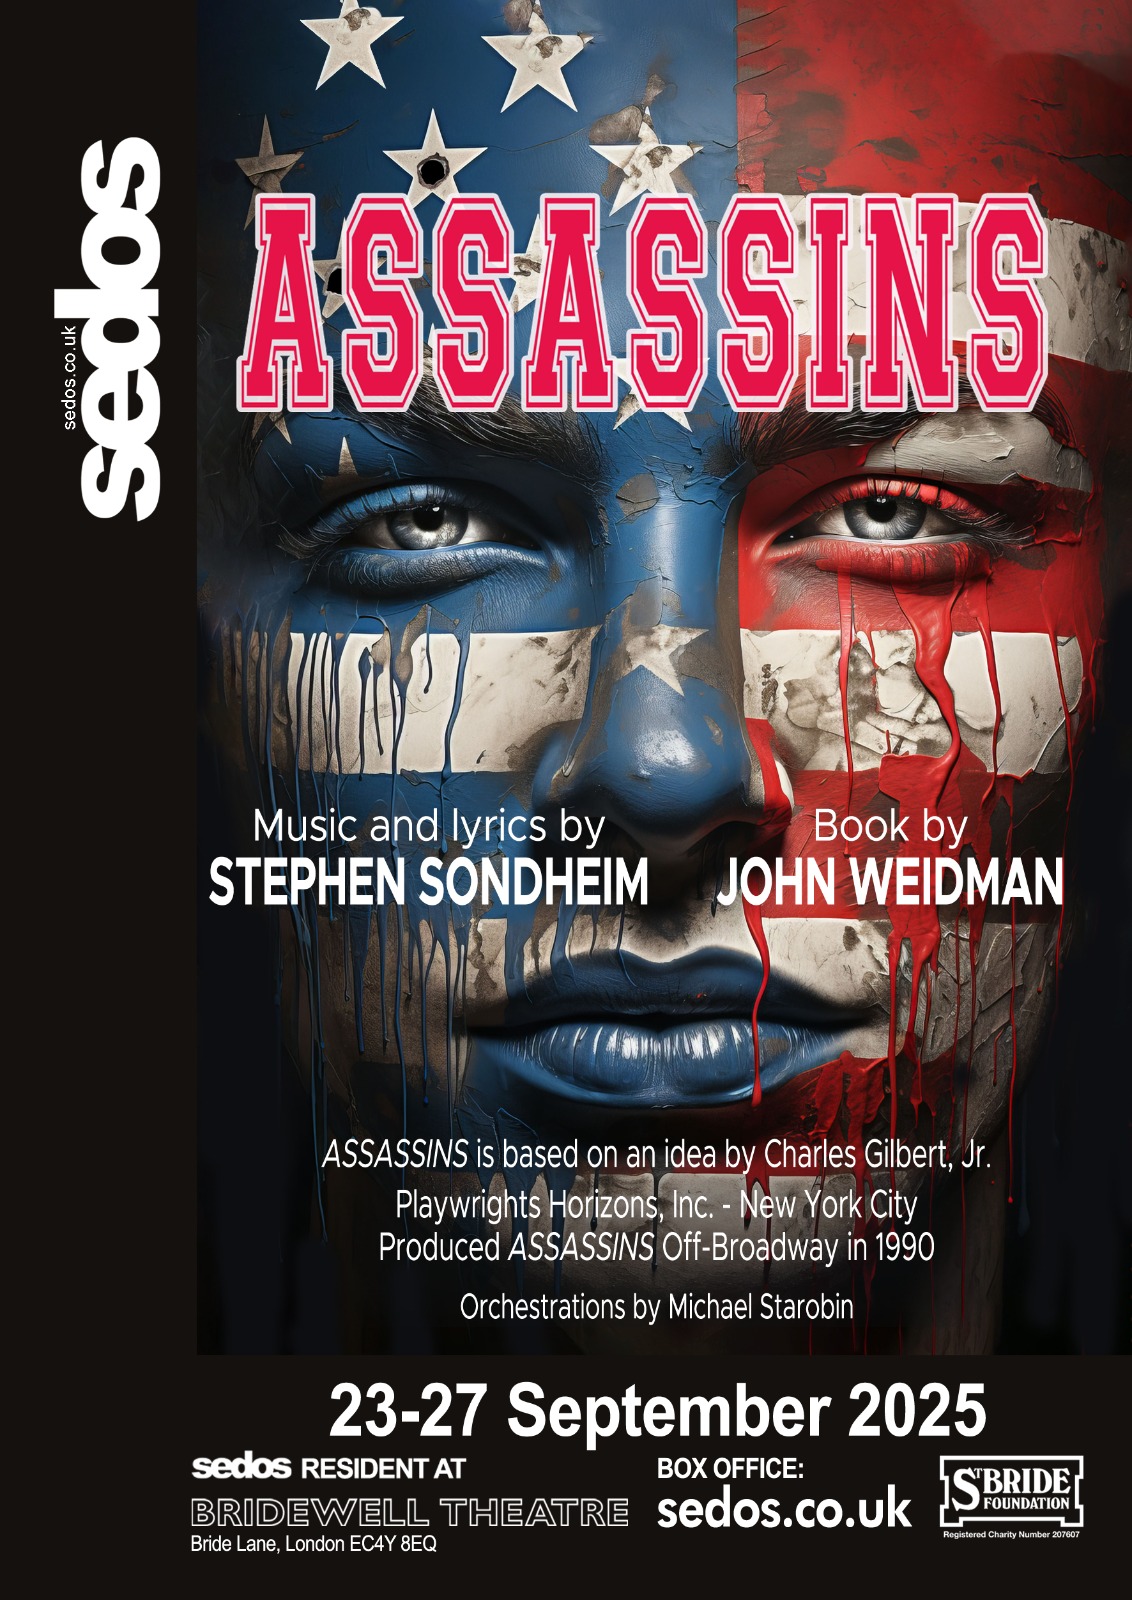 sedos
sedos.co.uk
ASSASSINS
Music and lyrics by
STEPHEN SONDHEIM
Book by
JOHN WEIDMAN
ASSASSINS is based on an idea by Charles Gilbert, Jr.
Playwrights Horizons, Inc. - New York City
Produced ASSASSINS Off-Broadway in 1990
Orchestrations by Michael Starobin
23-27 September 2025
sedos RESIDENT AT
BRIDEWELL THEATRE
Bride Lane, London EC4Y 8EQ
BOX OFFICE:
sedos.co.uk
ST BRIDE
FOUNDATION
Registered Charity Number 207607